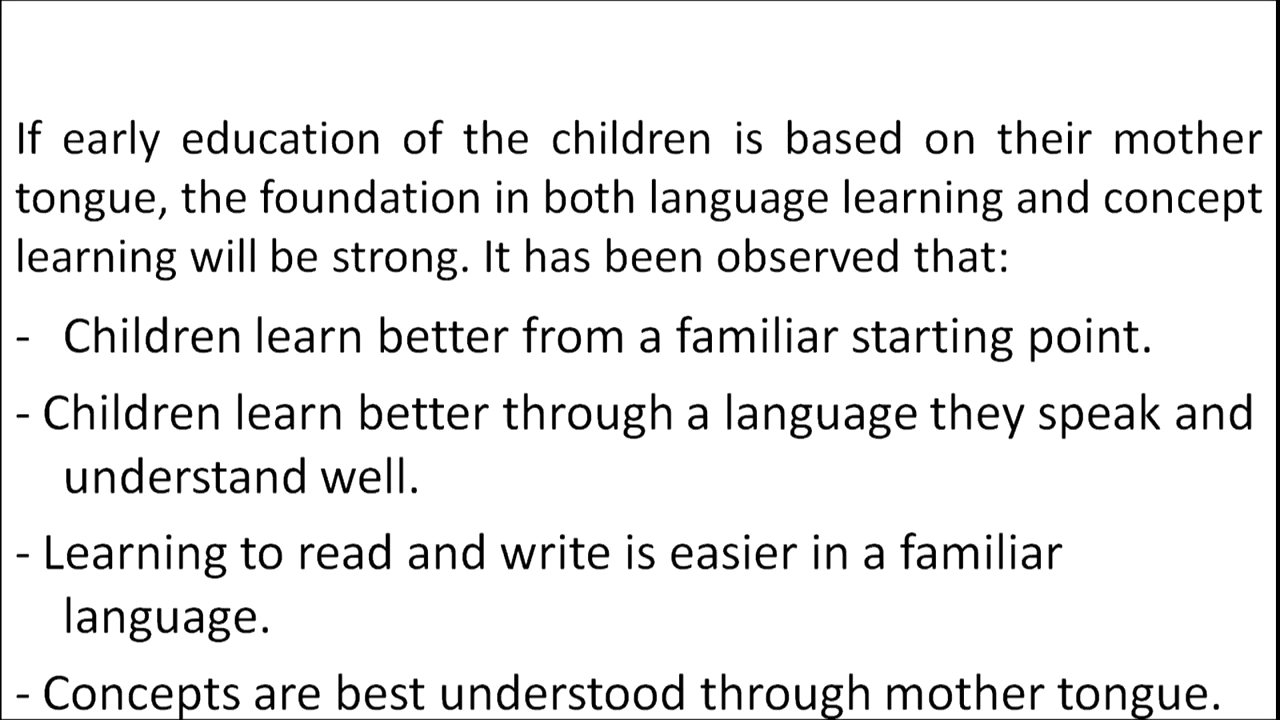 If early education of the children is based on their mother
tongue, the foundation in both language learning and concept
learning will be strong. It has been observed that:
- Children learn better from a familiar starting point.
- Children learn better through a language they speak and
understand well.
- Learning to read and write is easier in a familiar
language.
- Concepts are best understood through mother tongue.